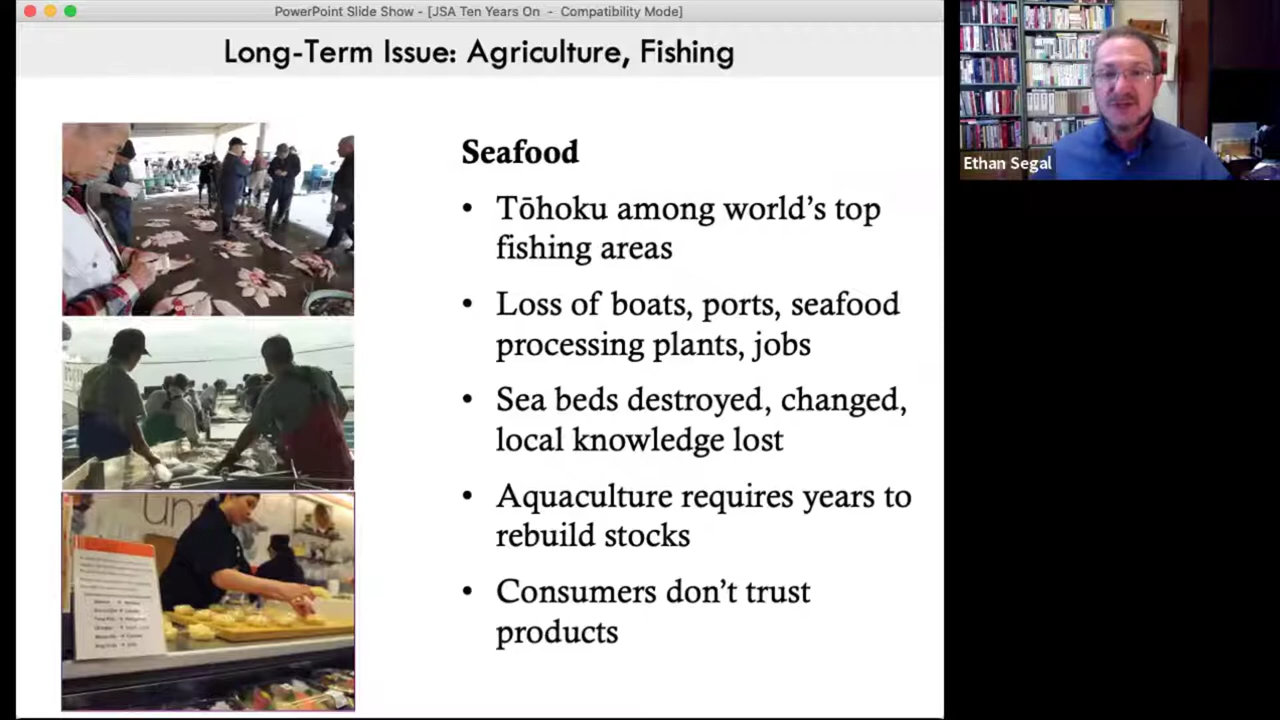 PowerPoint Slide Show - [JSA Ten Years On - Compatibility Mode]
Long-Term Issue: Agriculture, Fishing
Seafood
• Tōhoku among world's top
fishing areas
• Loss of boats, ports, seafood
processing plants, jobs
• Sea beds destroyed, changed,
local knowledge lost
• Aquaculture requires years to
rebuild stocks
• Consumers don't trust
products
Ethan Segal